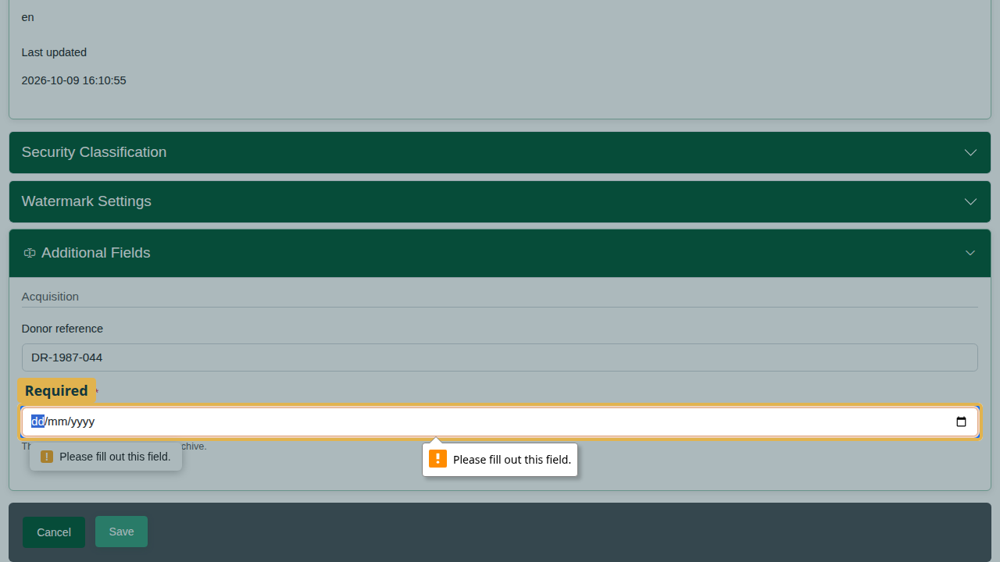 en
Last updated
2026-10-09 16:10:55
Security Classification
Watermark Settings
Additional Fields
Acquisition
Donor reference
DR-1987-044
Required *
dd/mm/yyyy
chive.
Please fill out this field.
Please fill out this field.
Cancel
Save